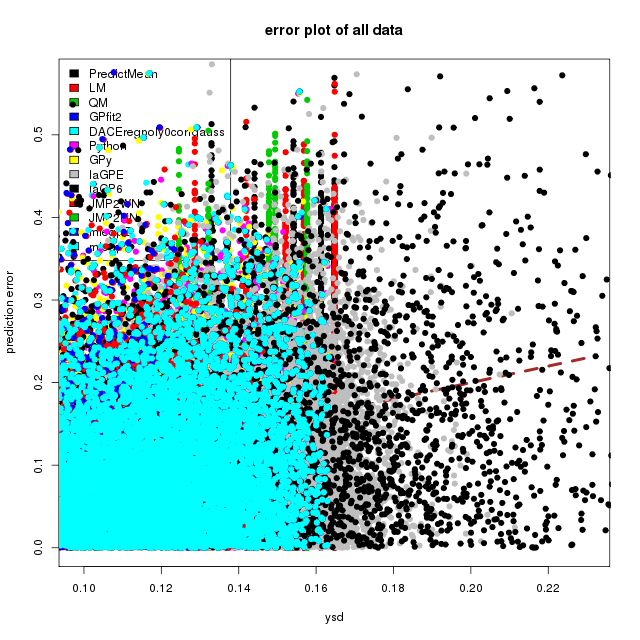 error plot of all data
PredictMean
LM
QM
GPfit2
DACEregpoly0corrgauss
Python
GPy
laGPE
laGP6
JMP2WN
prediction error
0.0
0.1
0.2
0.3
0.4
0.5
0.10
0.12
0.14
0.16
0.18
0.20
0.22
ysd